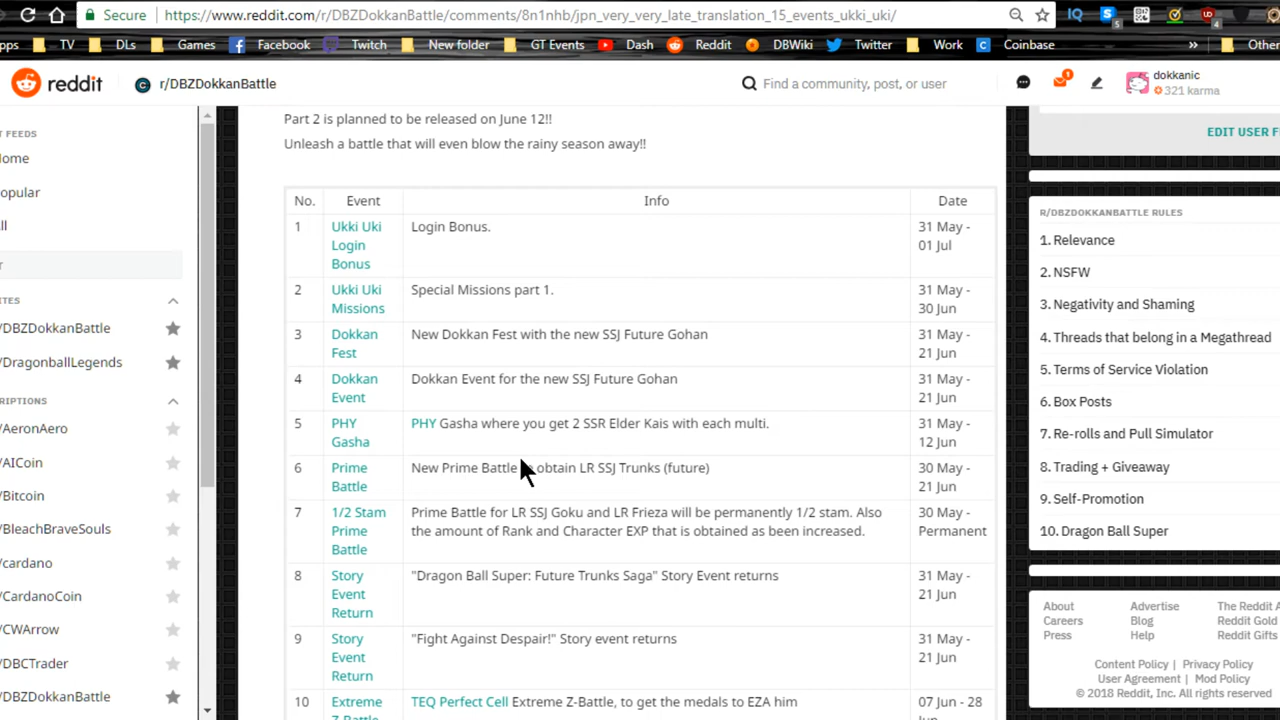 Secure https://www.reddit.com/r/DBZDokkanBattle/comments/8n1nhb/jpn_very_very_late_translation_15_events_ukki_uki/
pps TV DLs Games Facebook Twitch New folder GT Events Dash Reddit DBWiki Twitter Work Coinbase » Other
reddit r/DBZDokkanBattle Find a community, post, or user 1 dokkanic
321 karma
T FEEDS
ome
opular
ll
r
ITES
/DBZDokkanBattle
/DragonballLegends
RIPTIONS
/AeronAero
/AICoin
/Bitcoin
/BleachBraveSouls
/cardano
/CardanoCoin
/CWArrow
/DBCTrader
/DBZDokkanBattle
Part 2 is planned to be released on June 12!!
Unleash a battle that will even blow the rainy season away!!
No. Event Info Date
1 Ukki Uki Login Bonus. 31 May -
Login 01 Jul
Bonus
2 Ukki Uki Special Missions part 1. 31 May -
Missions 30 Jun
3 Dokkan New Dokkan Fest with the new SSJ Future Gohan 31 May -
Fest 21 Jun
4 Dokkan Dokkan Event for the new SSJ Future Gohan 31 May -
Event 21 Jun
5 PHY PHY Gasha where you get 2 SSR Elder Kais with each multi. 31 May -
Gasha 12 Jun
6 Prime New Prime Battle obtain LR SSJ Trunks (future) 30 May -
Battle 21 Jun
7 1/2 Stam Prime Battle for LR SSJ Goku and LR Frieza will be permanently 1/2 stam. Also 30 May -
Prime the amount of Rank and Character EXP that is obtained as been increased. Permanent
Battle
8 Story "Dragon Ball Super: Future Trunks Saga" Story Event returns 31 May -
Event 21 Jun
Return
9 Story "Fight Against Despair!" Story event returns 31 May -
Event 21 Jun
Return
10 Extreme TEQ Perfect Cell Extreme Z-Battle, to get the medals to EZA him 07 Jun - 28
EDIT USER F
R/DBZDOKKANBATTLE RULES
1. Relevance
2. NSFW
3. Negativity and Shaming
4. Threads that belong in a Megathread
5. Terms of Service Violation
6. Box Posts
7. Re-rolls and Pull Simulator
8. Trading + Giveaway
9. Self-Promotion
10. Dragon Ball Super
About Advertise The Reddit A
Careers Blog Reddit Gold
Press Help Reddit Gifts
Content Policy | Privacy Policy
User Agreement | Mod Policy
© 2018 Reddit, Inc. All rights reserved